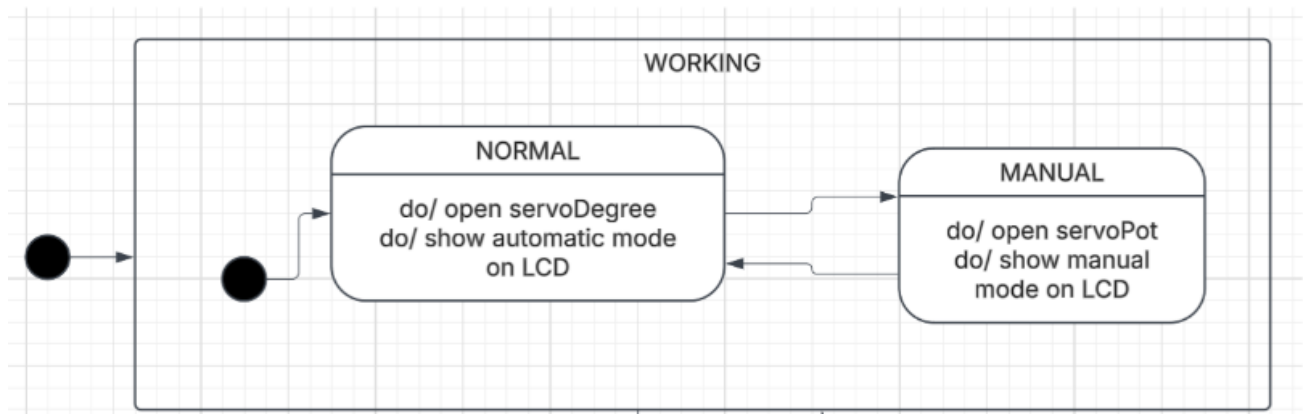 WORKING
NORMAL
do/ open servoDegree
do/ show automatic mode
on LCD
MANUAL
do/ open servoPot
do/ show manual
mode on LCD